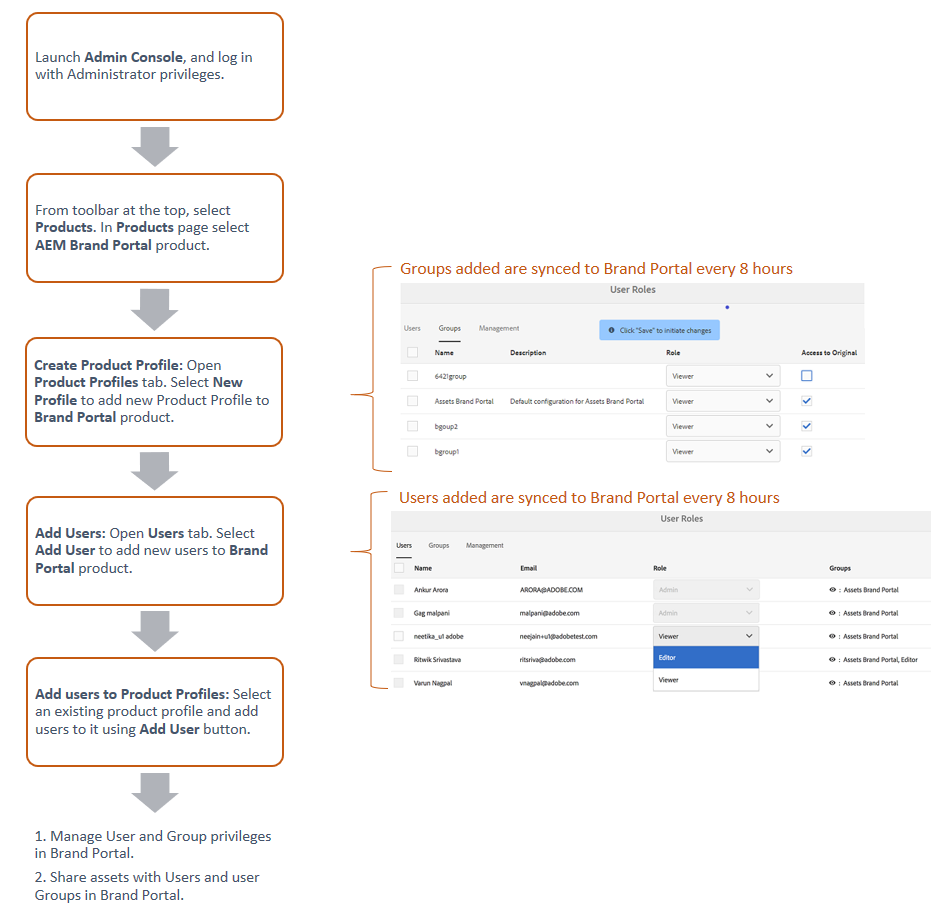 Launch Admin Console, and log in
with Administrator privileges.
From toolbar at the top, select
Products. In Products page select
AEM Brand Portal product.
Create Product Profile: Open
Product Profiles tab. Select New
Profile to add new Product Profile to
Brand Portal product.
Add Users: Open Users tab. Select
Add User to add new users to Brand
Portal product.
Add users to Product Profiles: Select
an existing product profile and add
users to it using Add User button.
1. Manage User and Group privileges
in Brand Portal.
2. Share assets with Users and user
Groups in Brand Portal.
Groups added are synced to Brand Portal every 8 hours
User Roles
Users Groups Management
Click "Save" to initiate changes
Name Description Role Access to Original
6421group Viewer
Assets Brand Portal Default configuration for Assets Brand Portal Viewer
bgoup2 Viewer
bgroup1 Viewer
Users added are synced to Brand Portal every 8 hours
User Roles
Users Groups Management
Name Email Role Groups
Ankur Arora ARORA@ADOBE.COM Admin : Assets Brand Portal
Gag malpani malpani@adobe.com Admin : Assets Brand Portal
neetika_u1 adobe neejain+u1@adobetest.com Viewer : Assets Brand Portal
Ritwik Srivastava ritsriva@adobe.com Editor : Assets Brand Portal, Editor
Varun Nagpal vnagpal@adobe.com Viewer : Assets Brand Portal